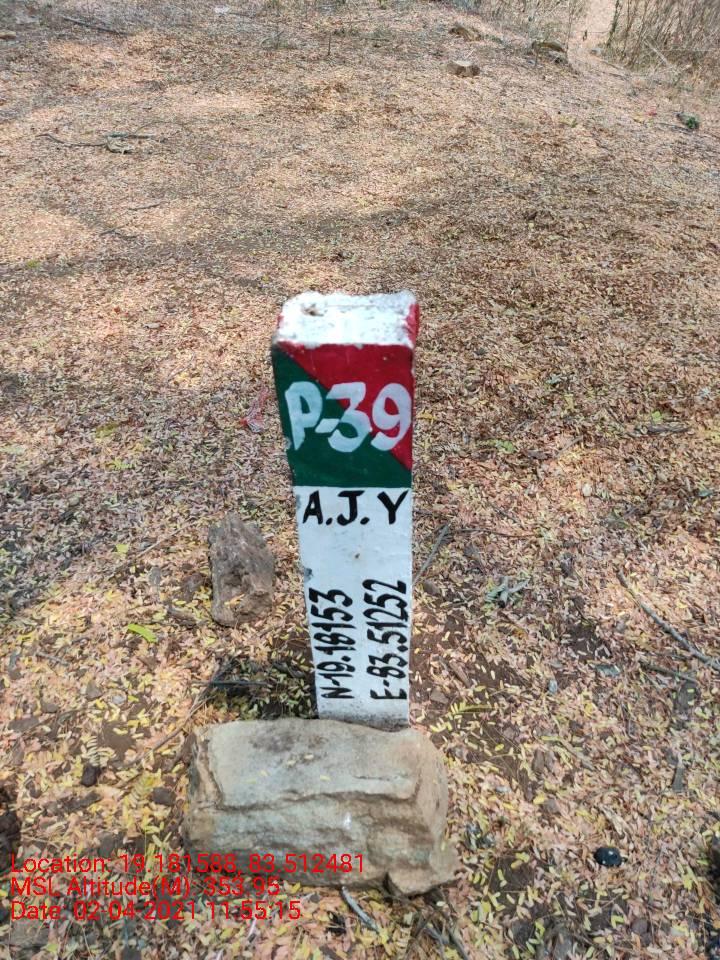 P-39
A.J.Y
N-19.18153
E-83.51252
Location: 19.181588, 83.512481
MSL Altitude(M): 353.95
Date: 02-04-2021 11:55:15